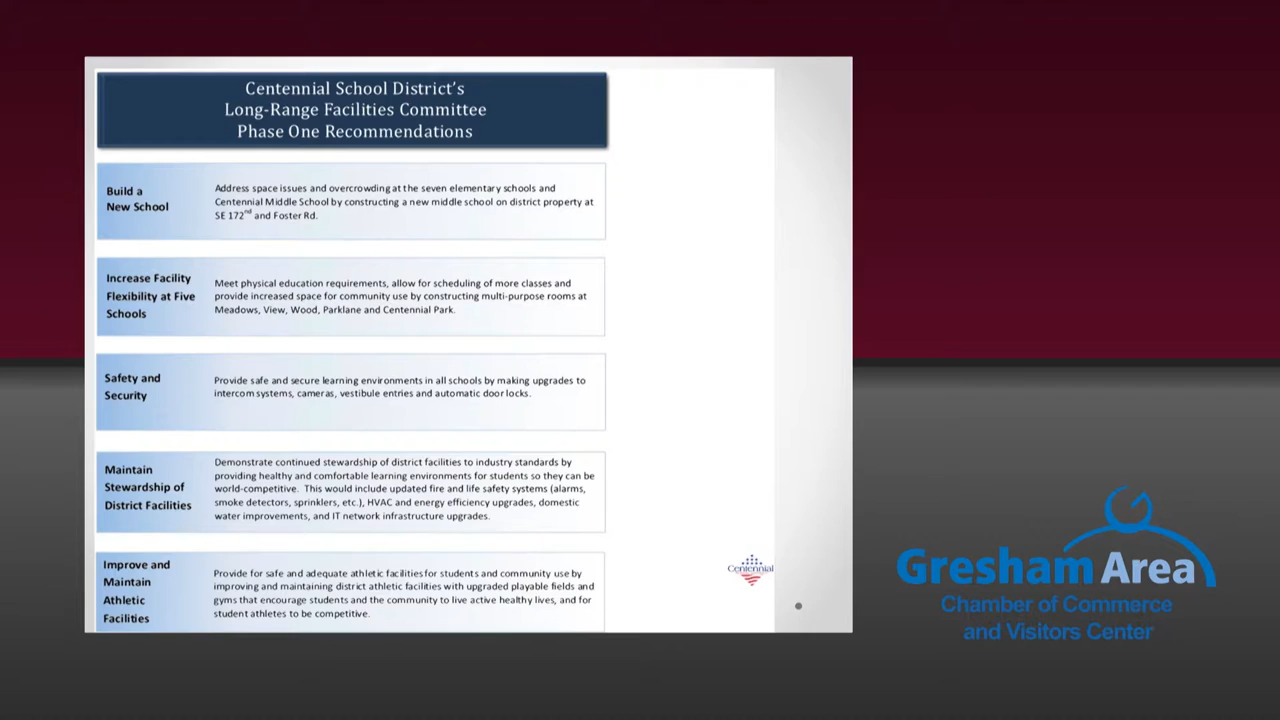 Centennial School District's
Long-Range Facilities Committee
Phase One Recommendations
Build a
New School
Address space issues and overcrowding at the seven elementary schools and
Centennial Middle School by constructing a new middle school on district property at
SE 172nd and Foster Rd.
Increase Facility
Flexibility at Five
Schools
Meet physical education requirements, allow for scheduling of more classes and
provide increased space for community use by constructing multi-purpose rooms at
Meadows, View, Wood, Parklane and Centennial Park.
Safety and
Security
Provide safe and secure learning environments in all schools by making upgrades to
intercom systems, cameras, vestibule entries and automatic door locks.
Maintain
Stewardship of
District Facilities
Demonstrate continued stewardship of district facilities to industry standards by
providing healthy and comfortable learning environments for students so they can be
world-competitive. This would include updated fire and life safety systems (alarms,
smoke detectors, sprinklers, etc.), HVAC and energy efficiency upgrades, domestic
water improvements, and IT network infrastructure upgrades.
Improve and
Maintain
Athletic
Facilities
Provide for safe and adequate athletic facilities for students and community use by
improving and maintaining district athletic facilities with upgraded playable fields and
gyms that encourage students and the community to live active healthy lives, and for
student athletes to be competitive.
Centennial
G
Gresham Area
Chamber of Commerce
and Visitors Center